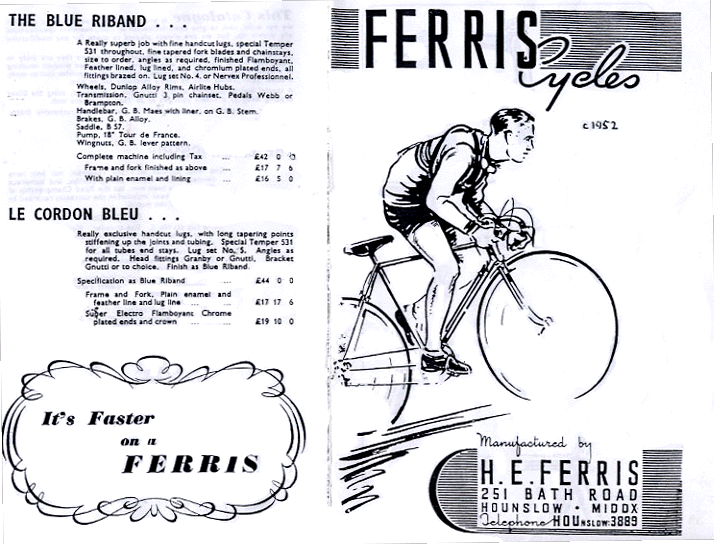 THE BLUE RIBAND . . .
A Really superb job with fine handcut lugs, special Temper
531 throughout, fine tapered fork blades and chainstays,
size to order, angles as required, finished Flamboyant,
Feather lined, lug lined, and chromium plated ends, all
fittings brazed on. Lug set No. 4, or Nervex Professionnel.
Wheels, Dunlop Alloy Rims, Airlite Hubs.
Transmission, Gnutti 3 pin chainset. Pedals Webb or
Brampton.
Handlebar, G. B. Maes with liner, on G. B. Stem.
Brakes, G. B. Alloy.
Saddle, B 57.
Pump, 18" Tour de France.
Wingnuts, G. B. lever pattern.
Complete machine including Tax ... £42 0 0
Frame and fork finished as above ... £17 7 6
With plain enamel and lining ... £16 5 0
LE CORDON BLEU . . .
Really exclusive handcut lugs, with long tapering points
stiffening up the joints and tubing. Special Temper 531
for all tubes end stays. Lug set No. 5. Angles as
required. Head fittings Granby or Gnutti, Bracket
Gnutti or to choice. Finish as Blue Riband.
Specification as Blue Riband ... £44 0 0
Frame and Fork, Plain enamel and
feather line and lug line ... ... £17 17 6
Super Electro Flamboyant Chrome
plated ends and crown ... ... £19 10 0
It's Faster
on a
FERRIS
FERRIS
Cycles
c 1952
Manufactured by
H. E. FERRIS
251 BATH ROAD
HOUNSLOW · MIDDX
Telephone HOUNSLOW: 3889